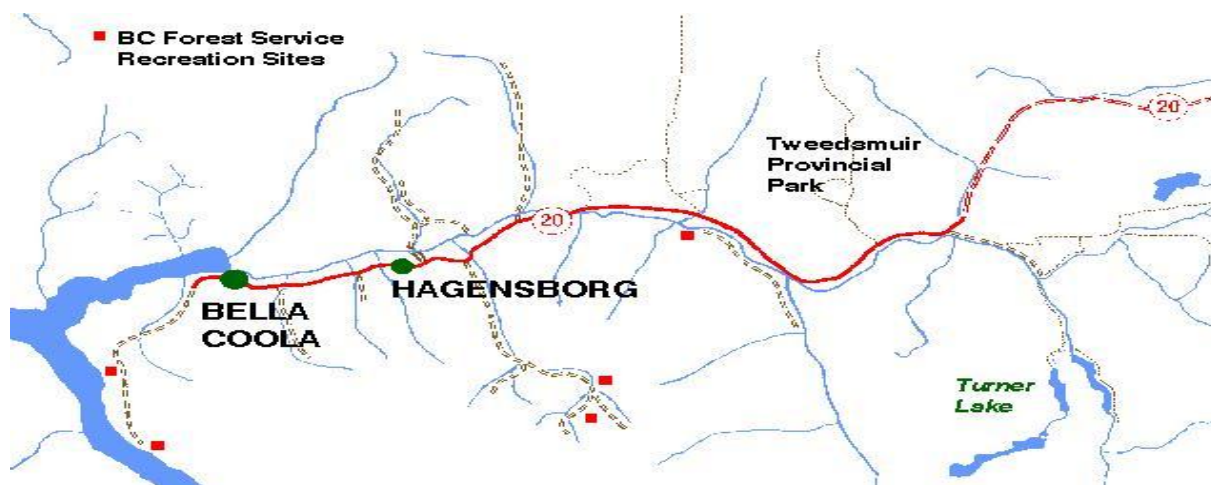 BC Forest Service
Recreation Sites
20
Tweedsmuir
Provincial
Park
20
HAGENSBORG
BELLA
COOLA
Turner
Lake